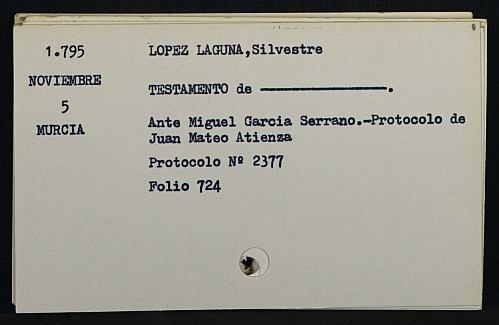 1.795
NOVIEMBRE
5
MURCIA
LOPEZ LAGUNA,Silvestre
TESTAMENTO de ————————————.
Ante Miguel Garcia Serrano.-Protocolo de
Juan Mateo Atienza
Protocolo Nº 2377
Folio 724